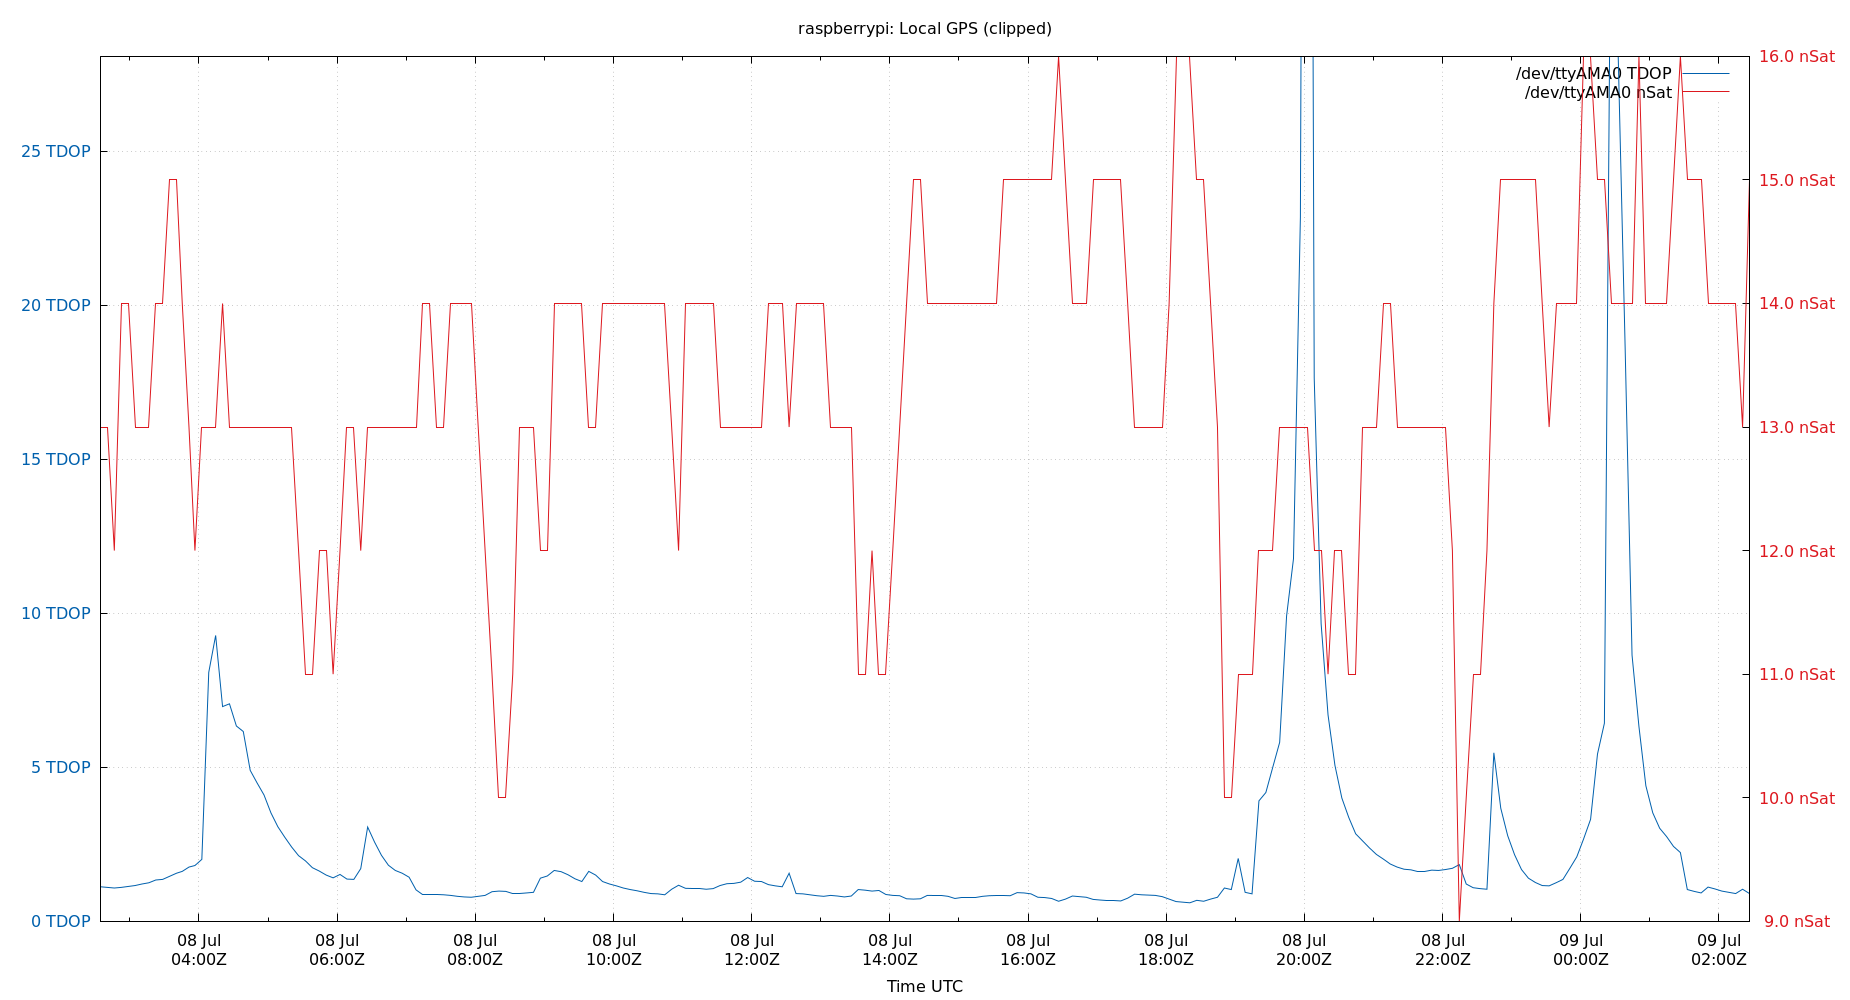 raspberrypi: Local GPS (clipped)
/dev/ttyAMA0 TDOP
/dev/ttyAMA0 nSat
25 TDOP
20 TDOP
15 TDOP
10 TDOP
5 TDOP
0 TDOP
16.0 nSat
15.0 nSat
14.0 nSat
13.0 nSat
12.0 nSat
11.0 nSat
10.0 nSat
9.0 nSat
08 Jul 04:00Z
08 Jul 06:00Z
08 Jul 08:00Z
08 Jul 10:00Z
08 Jul 12:00Z
08 Jul 14:00Z
08 Jul 16:00Z
08 Jul 18:00Z
08 Jul 20:00Z
08 Jul 22:00Z
09 Jul 00:00Z
09 Jul 02:00Z
Time UTC